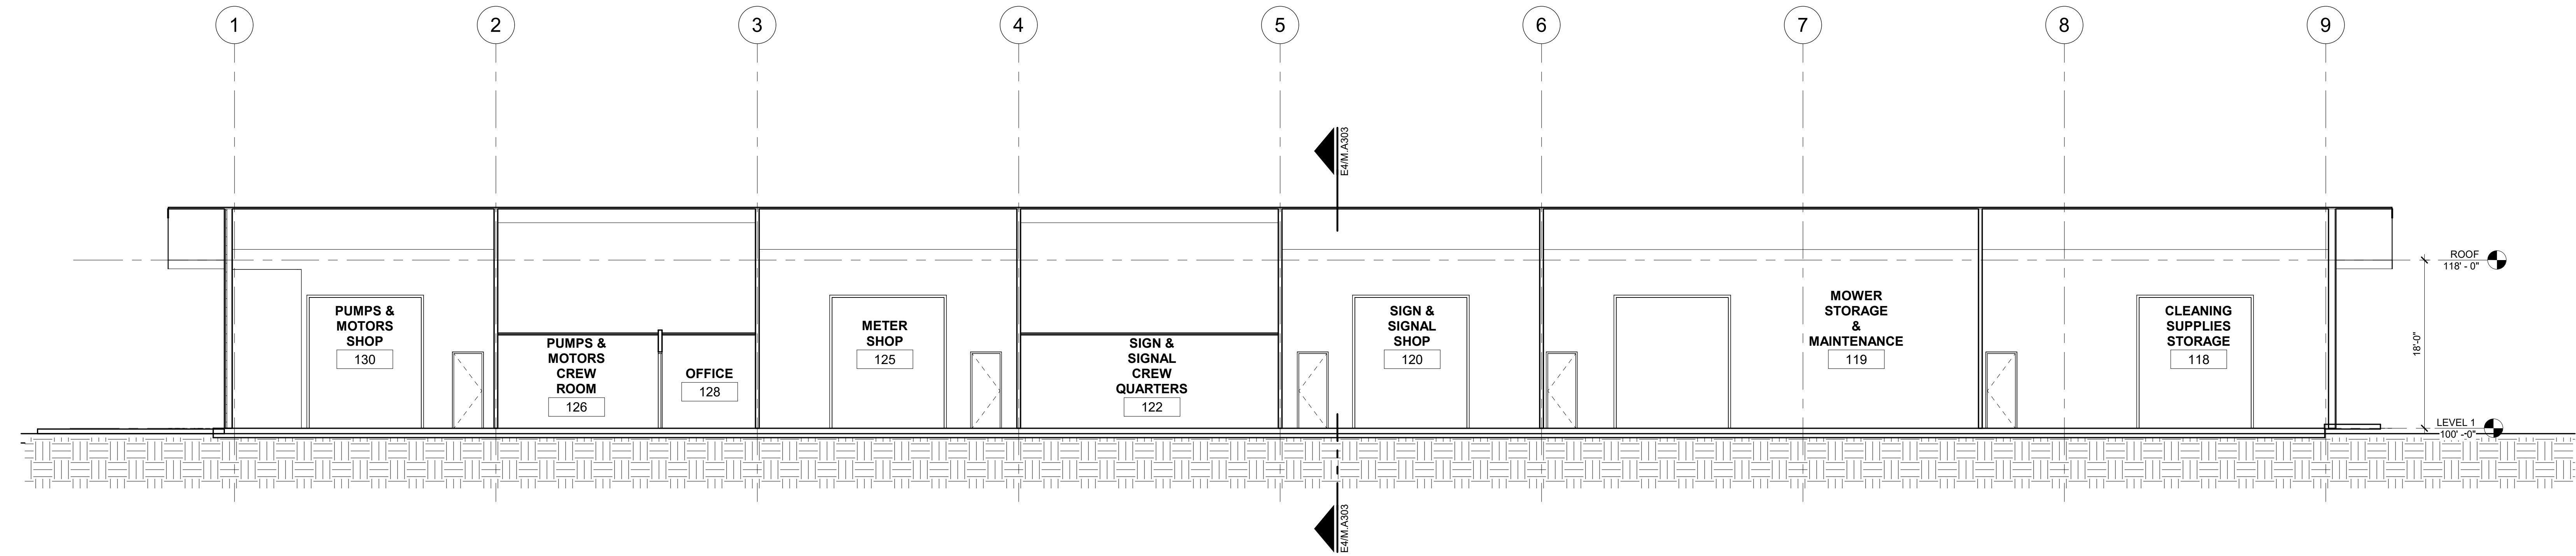 1
2
3
4
5
6
7
8
9
E4/M.A303
ROOF
118' - 0"
PUMPS &
MOTORS
SHOP
130
PUMPS &
MOTORS
CREW
ROOM
126
OFFICE
128
METER
SHOP
125
SIGN &
SIGNAL
CREW
QUARTERS
122
SIGN &
SIGNAL
SHOP
120
MOWER
STORAGE
&
MAINTENANCE
119
CLEANING
SUPPLIES
STORAGE
118
18'-0"
LEVEL 1
100' - 0"
E4/M.A303